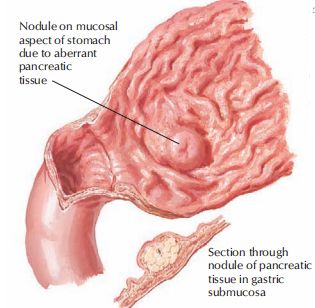 Nodule on mucosal
aspect of stomach
due to aberrant
pancreatic
tissue
Section through
nodule of pancreatic
tissue in gastric
submucosa